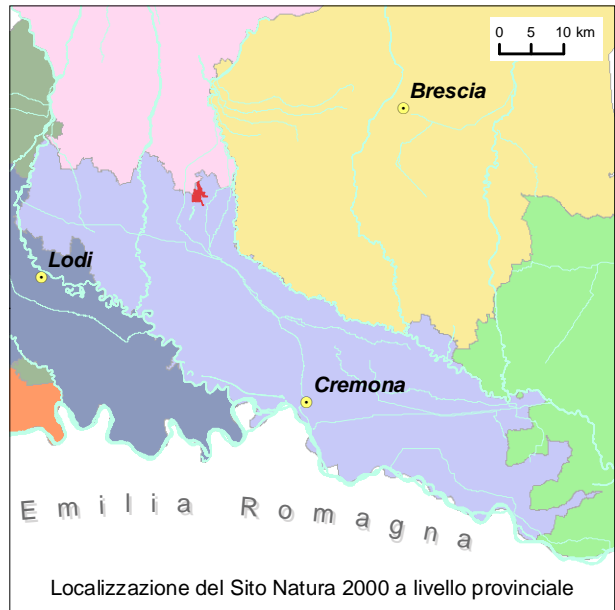 0 5 10 km
Brescia
Lodi
Cremona
Emilia Romagna
Localizzazione del Sito Natura 2000 a livello provinciale